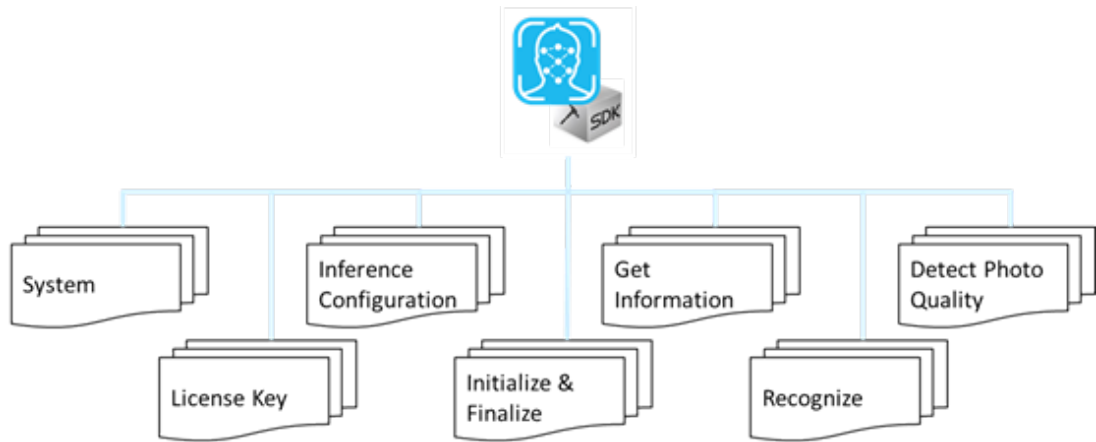 SDK
System
Inference
Configuration
Get
Information
Detect Photo
Quality
License Key
Initialize &
Finalize
Recognize